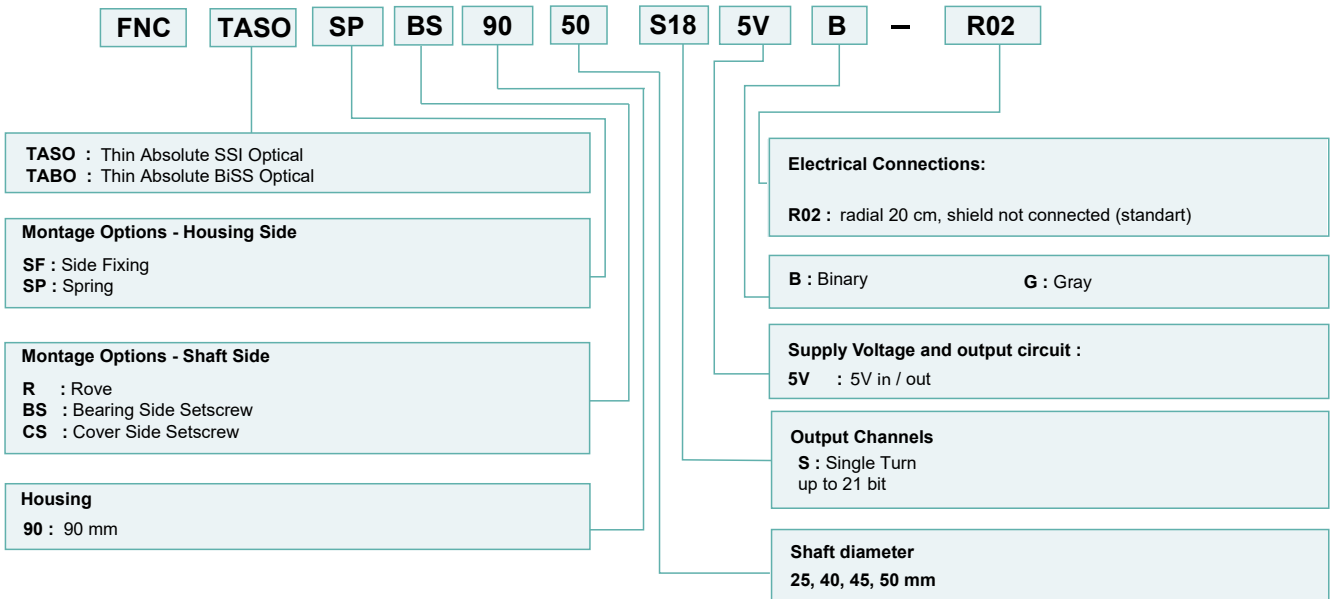 FNC TASO SP BS 90 50 S18 5V B – R02
TASO : Thin Absolute SSI Optical
TABO : Thin Absolute BiSS Optical
Montage Options - Housing Side
SF : Side Fixing
SP : Spring
Montage Options - Shaft Side
R : Rove
BS : Bearing Side Setscrew
CS : Cover Side Setscrew
Housing
90 : 90 mm
Electrical Connections:
R02 : radial 20 cm, shield not connected (standart)
B : Binary G : Gray
Supply Voltage and output circuit :
5V : 5V in / out
Output Channels
S : Single Turn
up to 21 bit
Shaft diameter
25, 40, 45, 50 mm